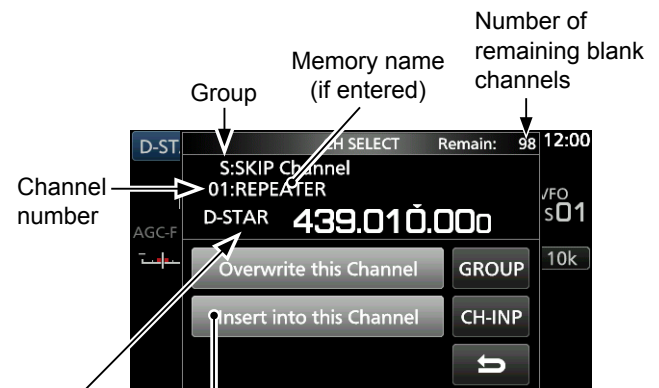 Number of
remaining blank
channels
Memory name
(if entered)
Group
D-ST
CH SELECT Remain: 98
12:00
S:SKIP Channel
Channel
number
01:REPEATER
VFO
S01
D-STAR 439.010.000
AGC-F
10k
Overwrite this Channel GROUP
Insert into this Channel CH-INP